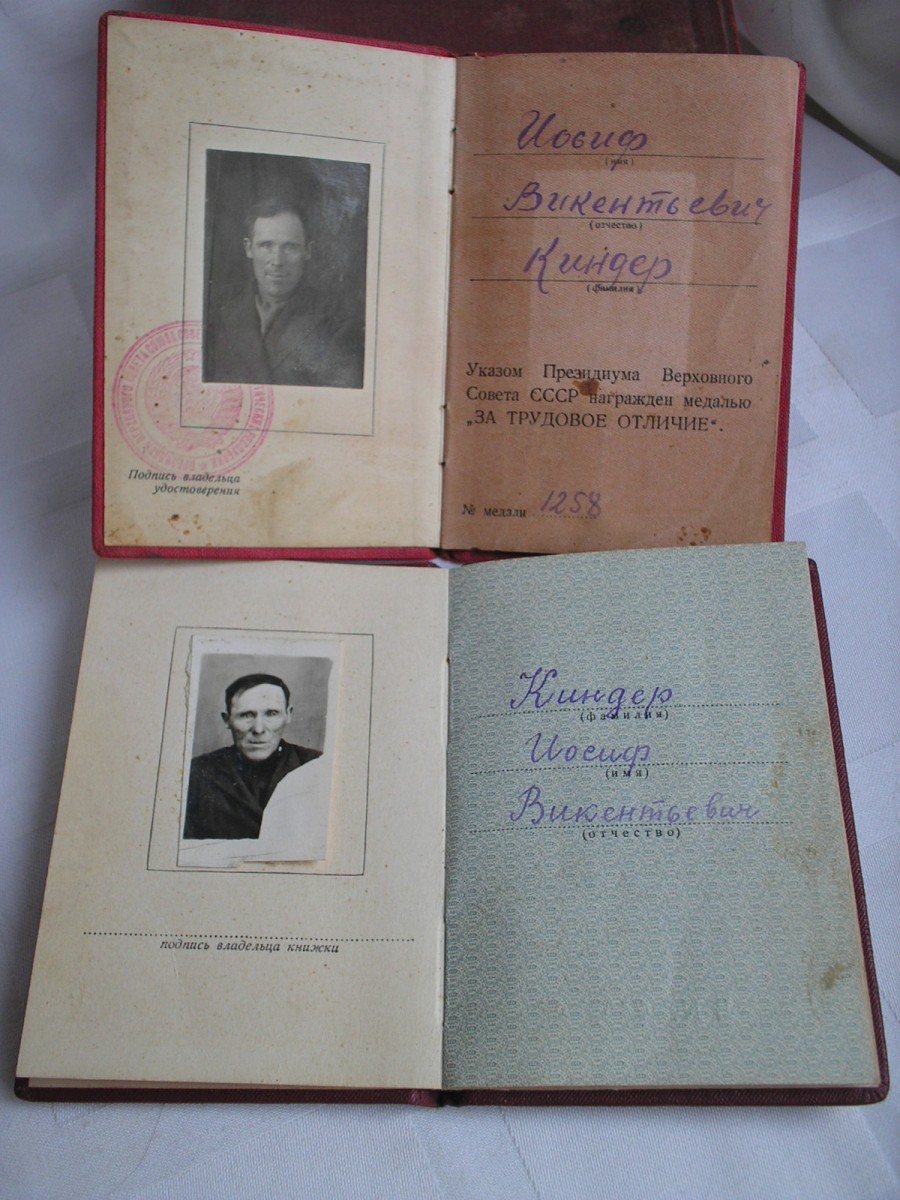 Иосиф
(имя)
Викентьевич
(отчество)
Киндер
(фамилия)
Указом Президиума Верховного
Совета СССР награжден медалью
„ЗА ТРУДОВОЕ ОТЛИЧИЕ“.
№ медали 1258
Подпись владельца
удостоверения
Киндер
(фамилия)
Иосиф
(имя)
Викентьевич
(отчество)
подпись владельца книжки